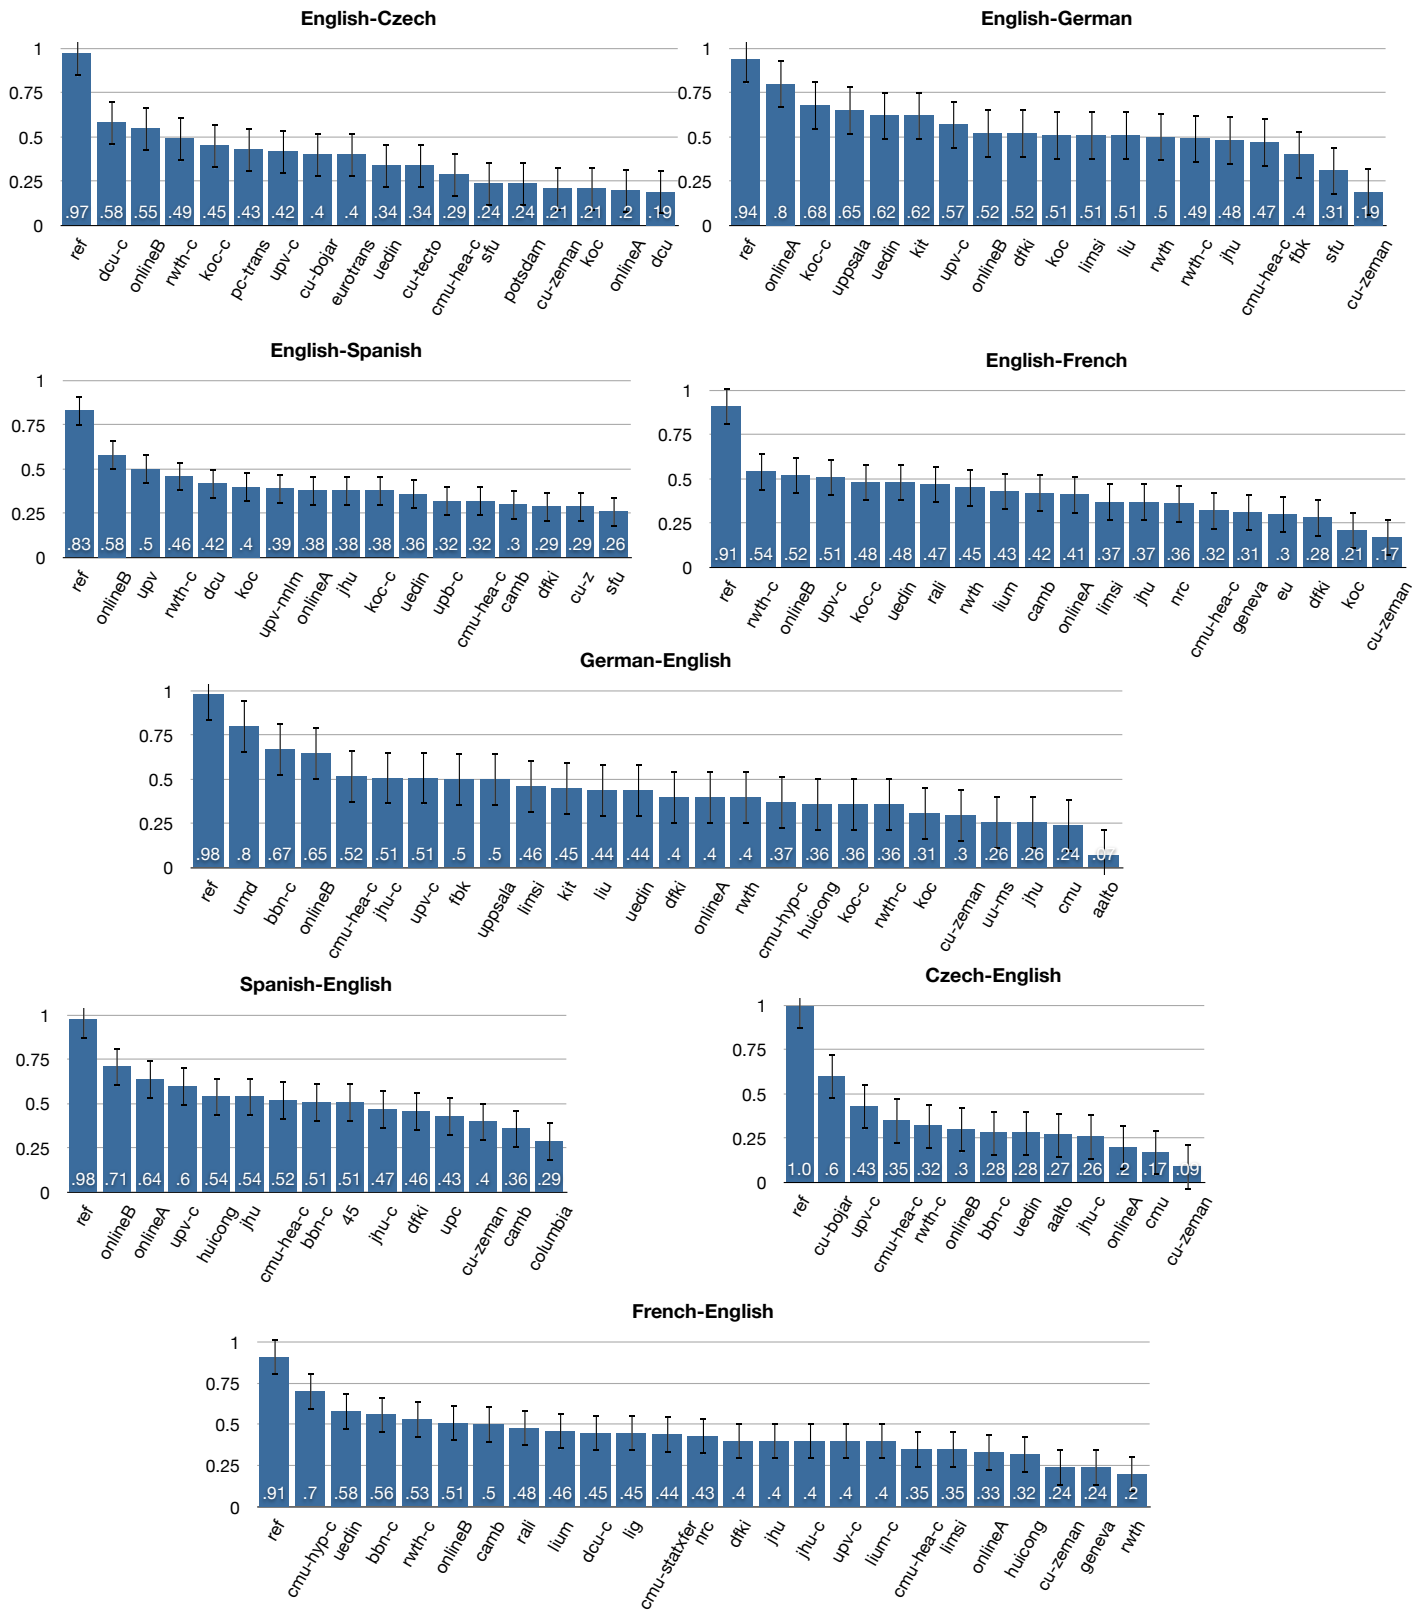 English-Czech
1
0.75
0.5
0.25
0
.97 .58 .55 .49 .45 .43 .42 .4 .4 .34 .34 .29 .24 .24 .21 .21 .2 .19
ref dcu-c onlineB rwth-c koc-c pc-trans upv-c cu-bojar eurotrans uedin cu-tecto cmu-hea-c sfu potsdam cu-zeman koc onlineA dcu
English-German
1
0.75
0.5
0.25
0
.94 .8 .68 .65 .62 .62 .57 .52 .52 .51 .51 .51 .5 .49 .48 .47 .4 .31 .19
ref onlineA koc-c uppsala uedin kit upv-c onlineB dfki koc limsi liu rwth rwth-c jhu cmu-hea-c fbk sfu cu-zeman
English-Spanish
1
0.75
0.5
0.25
0
.83 .58 .5 .46 .42 .4 .39 .38 .38 .38 .36 .32 .32 .3 .29 .29 .26
ref onlineB upv rwth-c dcu koc upv-nnlm onlineA jhu koc-c uedin upb-c cmu-hea-c camb dfki cu-z sfu
English-French
1
0.75
0.5
0.25
0
.91 .54 .52 .51 .48 .48 .47 .45 .43 .42 .41 .37 .37 .36 .32 .31 .3 .28 .21 .17
ref rwth-c onlineB upv-c koc-c uedin rali rwth lium camb onlineA limsi jhu nrc cmu-hea-c geneva eu dfki koc cu-zeman
German-English
1
0.75
0.5
0.25
0
.98 .8 .67 .65 .52 .51 .51 .5 .5 .46 .45 .44 .44 .4 .4 .4 .37 .36 .36 .36 .31 .3 .26 .26 .24 .07
ref umd bbn-c onlineB cmu-hea-c jhu-c upv-c fbk uppsala limsi kit liu uedin dfki onlineA rwth cmu-hyp-c huicong koc-c rwth-c koc cu-zeman uu-ms jhu cmu aalto
Spanish-English
1
0.75
0.5
0.25
0
.98 .71 .64 .6 .54 .54 .52 .51 .51 .47 .46 .43 .4 .36 .29
ref onlineB onlineA upv-c huicong jhu cmu-hea-c bbn-c 45 jhu-c dfki upc cu-zeman camb columbia
Czech-English
1
0.75
0.5
0.25
0
1.0 .6 .43 .35 .32 .3 .28 .28 .27 .26 .2 .17 .09
ref cu-bojar upv-c cmu-hea-c rwth-c onlineB bbn-c uedin aalto jhu-c onlineA cmu cu-zeman
French-English
1
0.75
0.5
0.25
0
.91 .7 .58 .56 .53 .51 .5 .48 .46 .45 .45 .44 .43 .4 .4 .4 .4 .4 .35 .35 .33 .32 .24 .24 .2
ref cmu-hyp-c uedin bbn-c rwth-c onlineB camb rali lium dcu-c lig cmu-statxfer nrc dfki jhu jhu-c upv-c lium-c cmu-hea-c limsi onlineA huicong cu-zeman geneva rwth